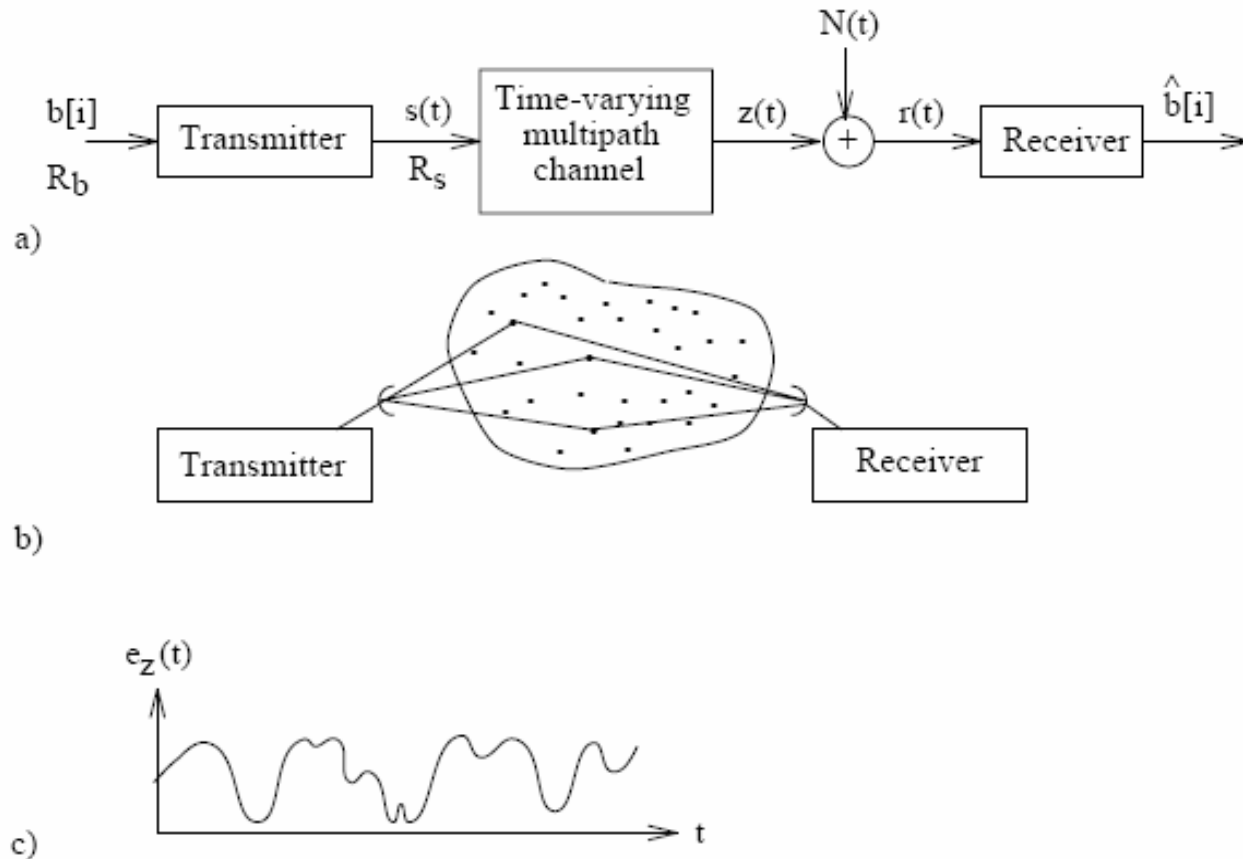 N(t)
b[i] Transmitter s(t) Time-varying multipath channel z(t) + r(t) Receiver b̂[i]
R_b R_s
a)
Transmitter Receiver
b)
e_z(t)
t
c)